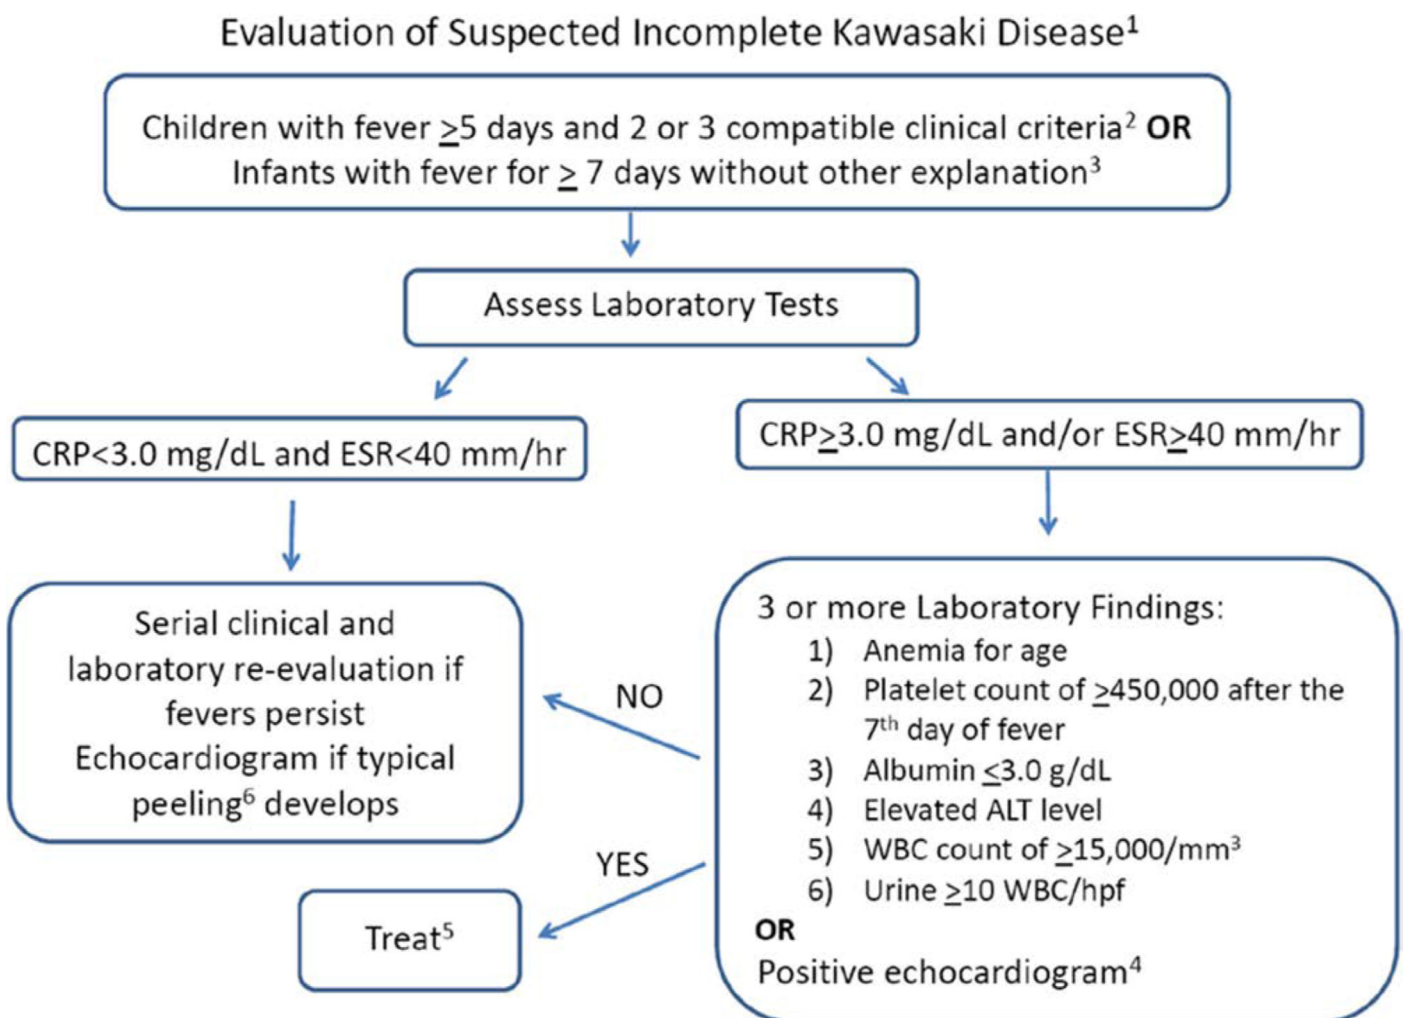 Evaluation of Suspected Incomplete Kawasaki Disease¹
Children with fever ≥5 days and 2 or 3 compatible clinical criteria² OR
Infants with fever for ≥ 7 days without other explanation³
Assess Laboratory Tests
CRP<3.0 mg/dL and ESR<40 mm/hr
CRP≥3.0 mg/dL and/or ESR≥40 mm/hr
Serial clinical and
laboratory re-evaluation if
fevers persist
Echocardiogram if typical
peeling⁶ develops
NO
YES
Treat⁵
3 or more Laboratory Findings:
1) Anemia for age
2) Platelet count of ≥450,000 after the
7ᵗʰ day of fever
3) Albumin ≤3.0 g/dL
4) Elevated ALT level
5) WBC count of ≥15,000/mm³
6) Urine ≥10 WBC/hpf
OR
Positive echocardiogram⁴